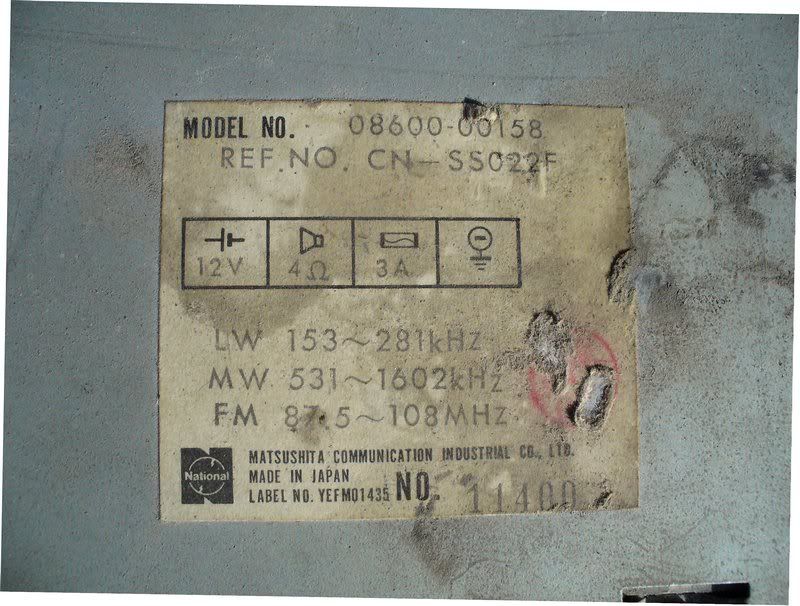 MODEL NO. 08600-00158
REF.NO. CN-SS022F
12V 4Ω 3A
LW 153~281kHz
MW 531~1602kHz
FM 87.5~108MHz
National
MATSUSHITA COMMUNICATION INDUSTRIAL CO., LTD.
MADE IN JAPAN
LABEL NO. YEFM01435 NO.